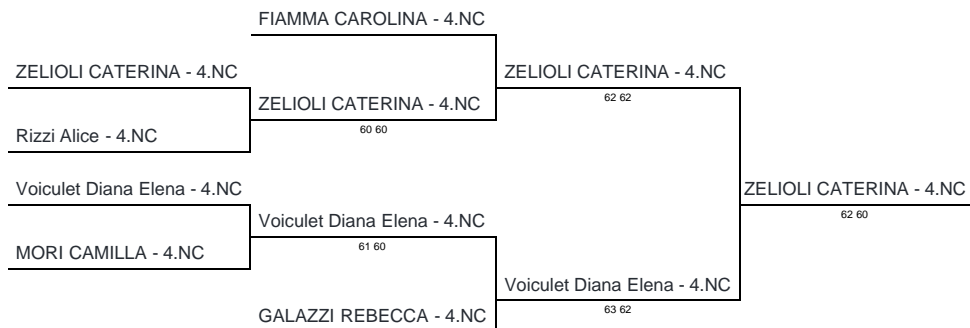 FIAMMA CAROLINA - 4.NC
ZELIOLI CATERINA - 4.NC
ZELIOLI CATERINA - 4.NC
62 62
ZELIOLI CATERINA - 4.NC
60 60
Rizzi Alice - 4.NC
Voiculet Diana Elena - 4.NC
ZELIOLI CATERINA - 4.NC
62 60
Voiculet Diana Elena - 4.NC
61 60
MORI CAMILLA - 4.NC
Voiculet Diana Elena - 4.NC
63 62
GALAZZI REBECCA - 4.NC